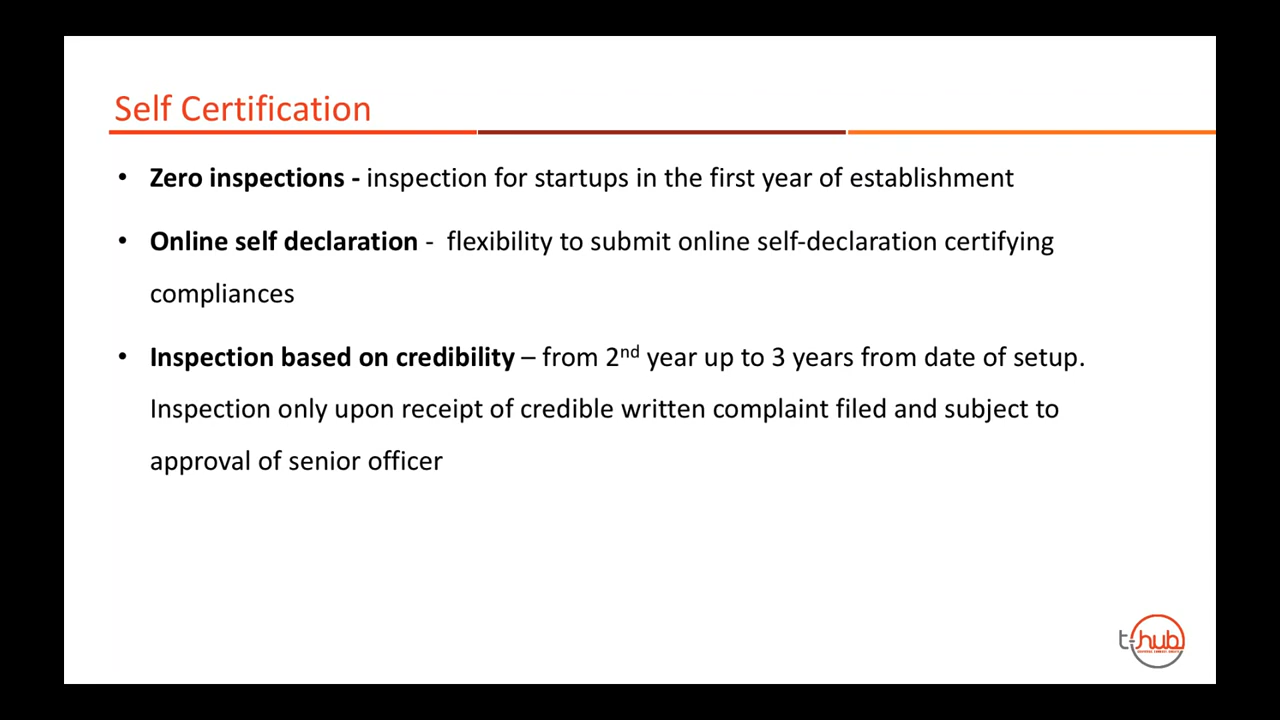 Self Certification
• Zero inspections - inspection for startups in the first year of establishment
• Online self declaration -  flexibility to submit online self-declaration certifying
compliances
• Inspection based on credibility – from 2nd year up to 3 years from date of setup.
Inspection only upon receipt of credible written complaint filed and subject to
approval of senior officer
t-hub